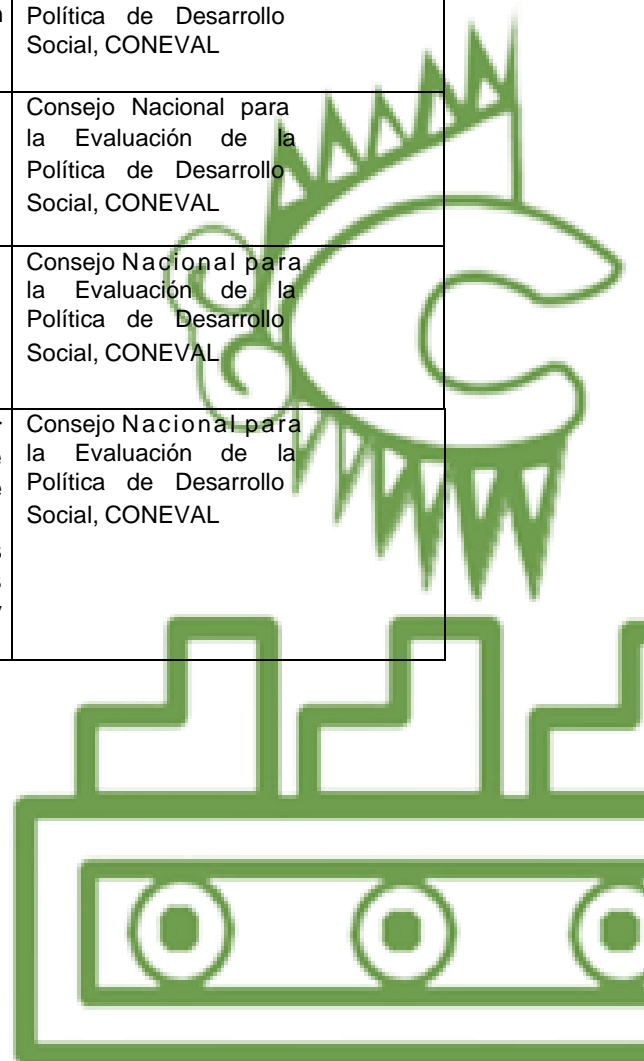 Política de Desarrollo
Social, CONEVAL
Consejo Nacional para
la Evaluación de la
Política de Desarrollo
Social, CONEVAL
Consejo Nacional para
la Evaluación de la
Política de Desarrollo
Social, CONEVAL
Consejo Nacional para
la Evaluación de la
Política de Desarrollo
Social, CONEVAL